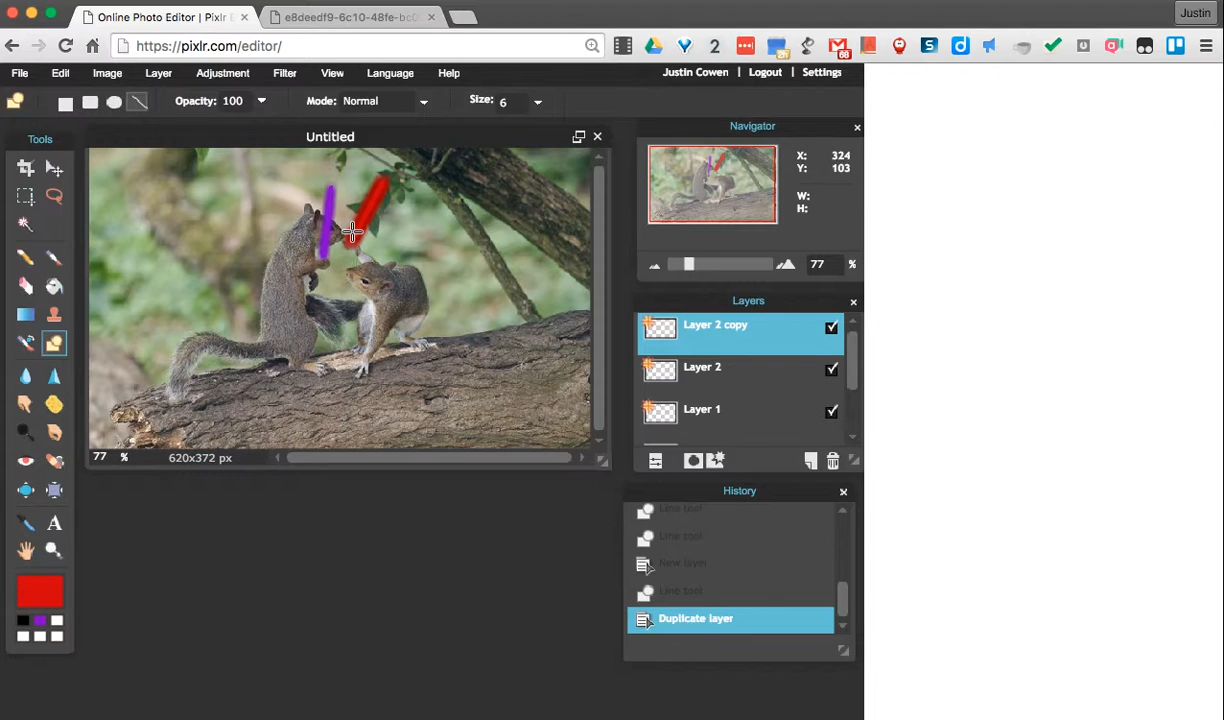 Online Photo Editor | Pixlr E
e8deedf9-6c10-48fe-bc0
Justin
https://pixlr.com/editor/
2
68
File Edit Image Layer Adjustment Filter View Language Help
Justin Cowen Logout Settings
Opacity: 100 Mode: Normal Size: 6
Tools
Untitled
Navigator
X: 324
Y: 103
W:
H:
77 %
Layers
Layer 2 copy
Layer 2
Layer 1
77 % 620x372 px
History
Line tool
Line tool
New layer
Line tool
Duplicate layer
A